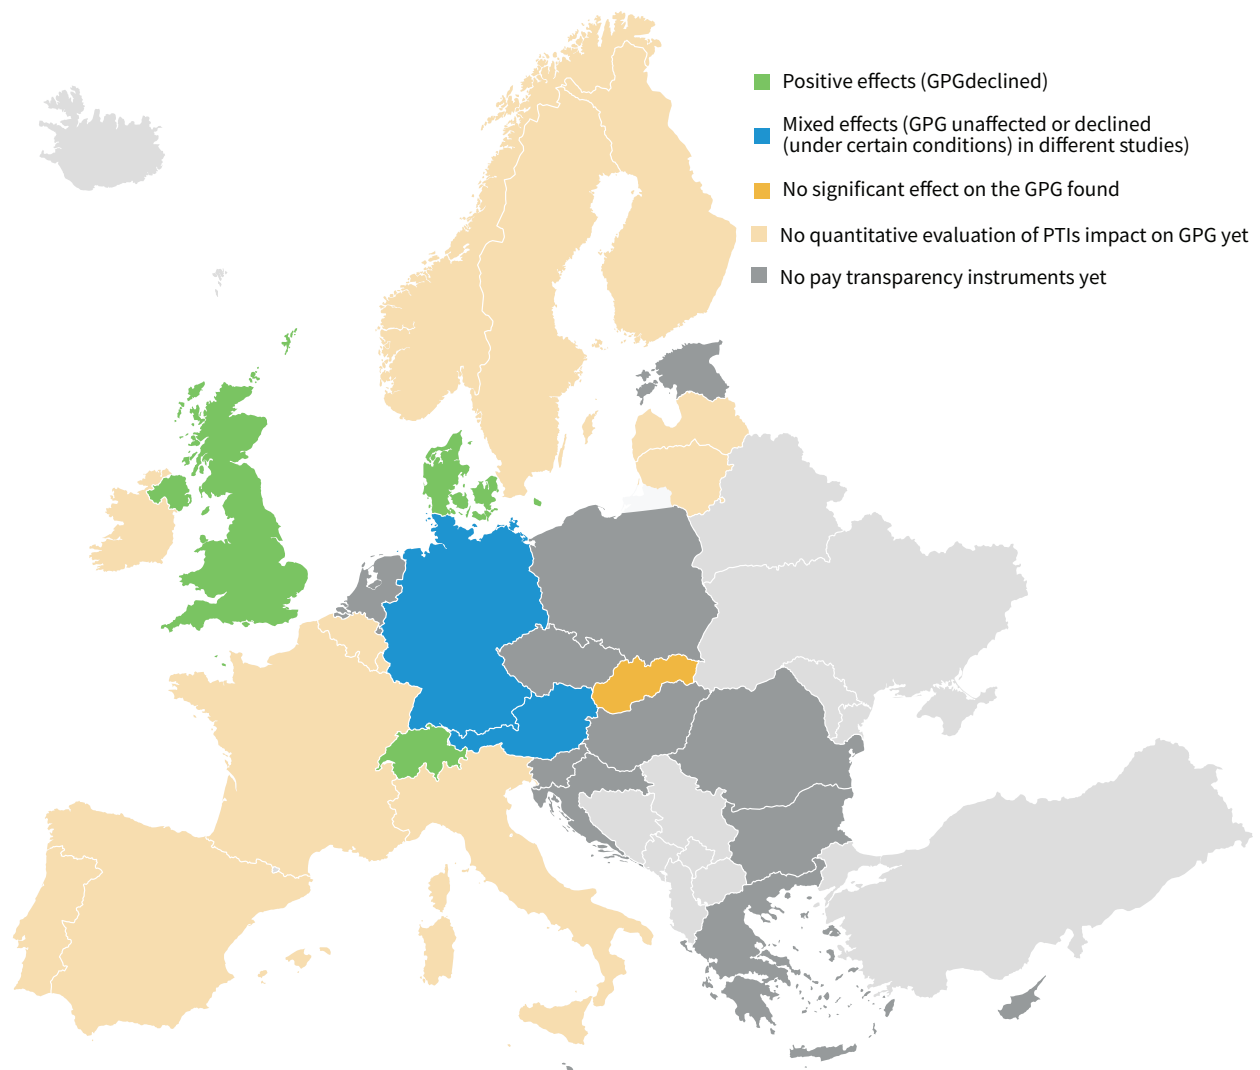 Positive effects (GPGdeclined)
Mixed effects (GPG unaffected or declined
(under certain conditions) in different studies)
No significant effect on the GPG found
No quantitative evaluation of PTIs impact on GPG yet
No pay transparency instruments yet